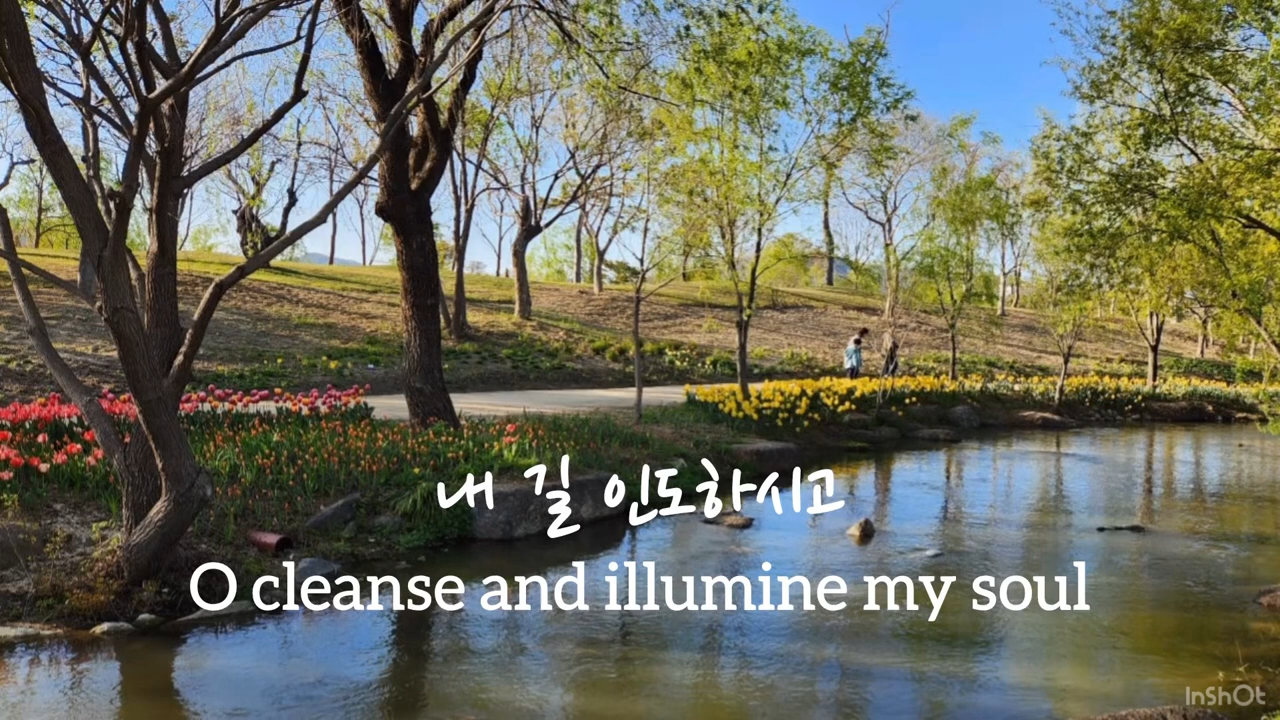 내 길 인도하시고
O cleanse and illumine my soul
InShOt